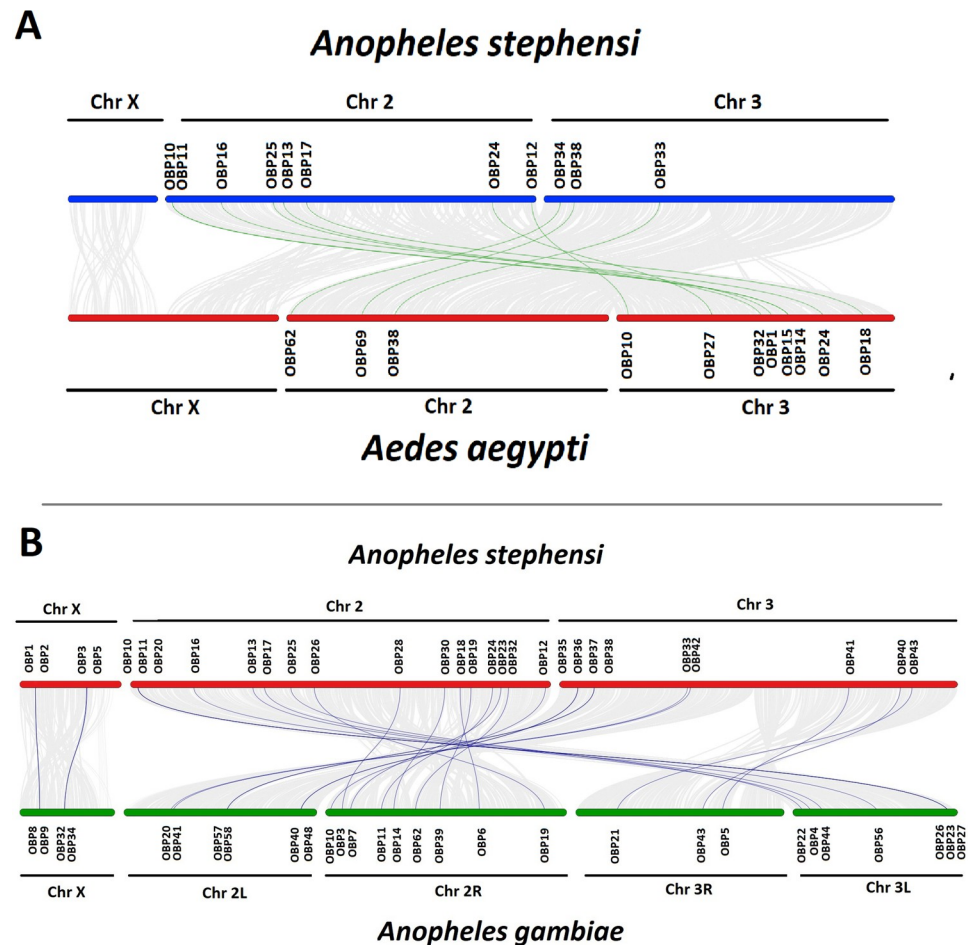 A
Anopheles stephensi
Chr X Chr 2 Chr 3
OBP10 OBP11 OBP16 OBP25 OBP13 OBP17 OBP24 OBP12 OBP34 OBP38 OBP33
OBP62 OBP69 OBP38 OBP10 OBP27 OBP32 OBP1 OBP15 OBP14 OBP24 OBP18
,
Chr X Chr 2 Chr 3
Aedes aegypti
B
Anopheles stephensi
Chr X Chr 2 Chr 3
OBP1 OBP2 OBP3 OBP5 OBP10 OBP11 OBP20 OBP16 OBP13 OBP17 OBP25 OBP26 OBP28 OBP30 OBP18 OBP19 OBP24 OBP23 OBP32 OBP12 OBP35 OBP36 OBP37 OBP38 OBP33 OBP42 OBP41 OBP40 OBP43
OBP8 OBP9 OBP32 OBP34 OBP20 OBP41 OBP57 OBP58 OBP40 OBP48 OBP10 OBP3 OBP7 OBP11 OBP14 OBP62 OBP39 OBP6 OBP19 OBP21 OBP43 OBP5 OBP22 OBP4 OBP44 OBP56 OBP26 OBP23 OBP27
Chr X Chr 2L Chr 2R Chr 3R Chr 3L
Anopheles gambiae